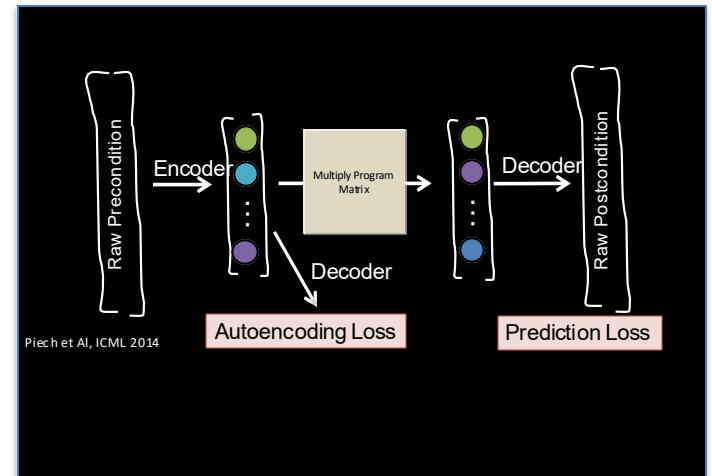 Raw Precondition
Encoder
Multiply Program
Matrix
Decoder
Raw Postcondition
Decoder
Autoencoding Loss
Prediction Loss
Piech et Al, ICML 2014